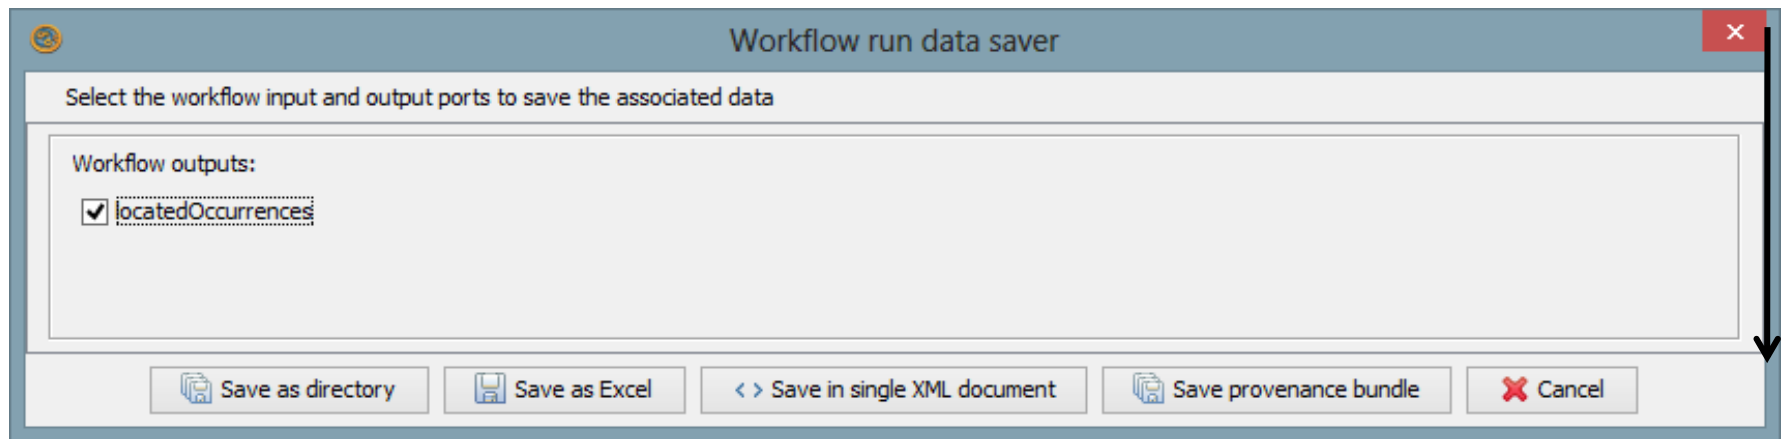 Workflow run data saver
Select the workflow input and output ports to save the associated data
Workflow outputs:
locatedOccurrences
Save as directory Save as Excel < > Save in single XML document Save provenance bundle Cancel